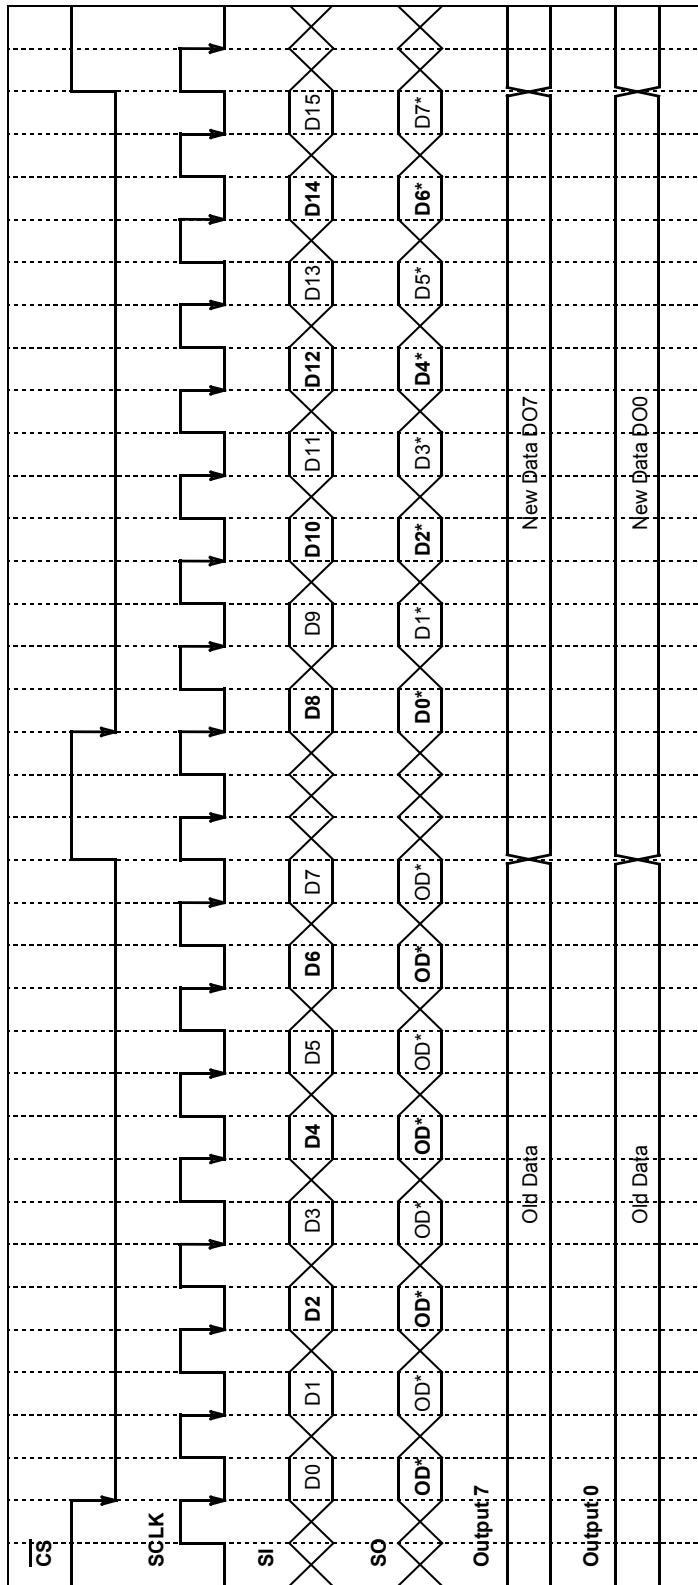 CS
SCLK
SI
D0 D1 D2 D3 D4 D5 D6 D7 D8 D9 D10 D11 D12 D13 D14 D15
SO
OD* OD* OD* OD* OD* OD* OD* OD* D0* D1* D2* D3* D4* D5* D6* D7*
Output 7
Old Data New Data DO7
Output 0
Old Data New Data DO0